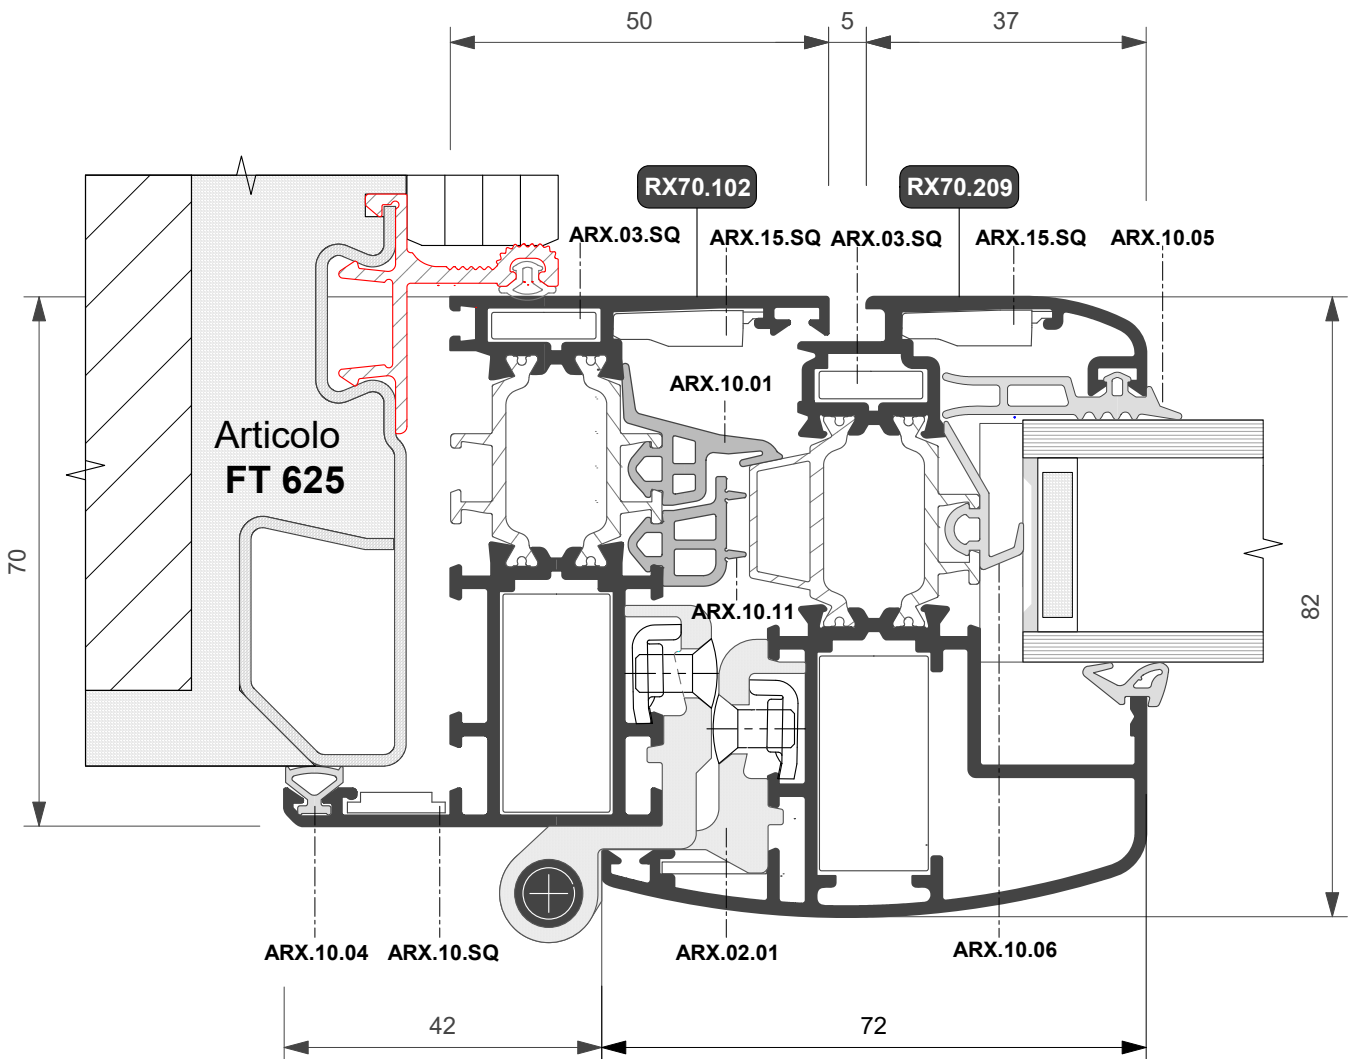 50
5
37
RX70.102
RX70.209
ARX.03.SQ
ARX.15.SQ
ARX.03.SQ
ARX.15.SQ
ARX.10.05
ARX.10.01
Articolo
FT 625
70
ARX.10.11
82
ARX.10.04
ARX.10.SQ
ARX.02.01
ARX.10.06
42
72